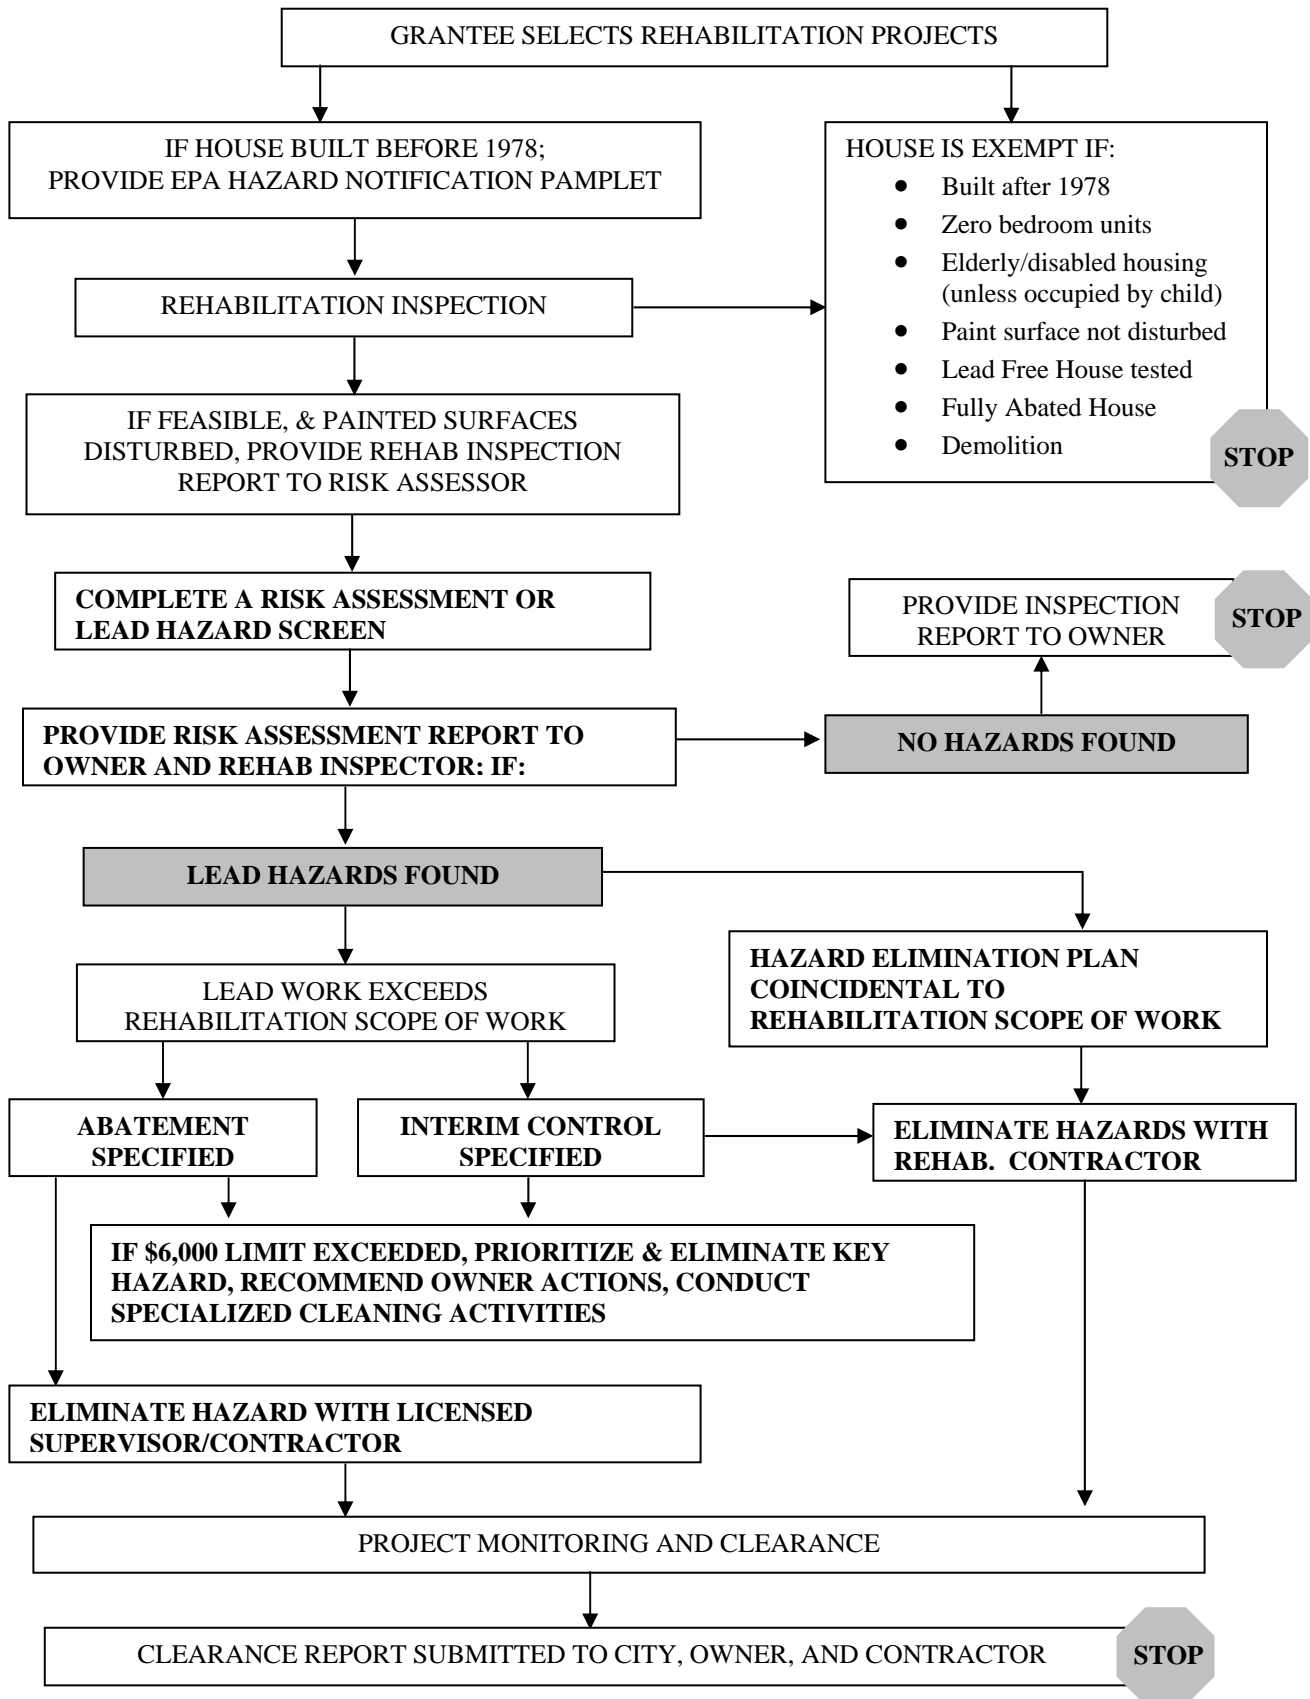 GRANTEE SELECTS REHABILITATION PROJECTS
IF HOUSE BUILT BEFORE 1978;
PROVIDE EPA HAZARD NOTIFICATION PAMPLET
HOUSE IS EXEMPT IF:
• Built after 1978
• Zero bedroom units
• Elderly/disabled housing
(unless occupied by child)
• Paint surface not disturbed
• Lead Free House tested
• Fully Abated House
• Demolition
STOP
REHABILITATION INSPECTION
IF FEASIBLE, & PAINTED SURFACES
DISTURBED, PROVIDE REHAB INSPECTION
REPORT TO RISK ASSESSOR
COMPLETE A RISK ASSESSMENT OR
LEAD HAZARD SCREEN
PROVIDE INSPECTION
REPORT TO OWNER
STOP
PROVIDE RISK ASSESSMENT REPORT TO
OWNER AND REHAB INSPECTOR: IF:
NO HAZARDS FOUND
LEAD HAZARDS FOUND
HAZARD ELIMINATION PLAN
COINCIDENTAL TO
REHABILITATION SCOPE OF WORK
LEAD WORK EXCEEDS
REHABILITATION SCOPE OF WORK
ABATEMENT
SPECIFIED
INTERIM CONTROL
SPECIFIED
ELIMINATE HAZARDS WITH
REHAB. CONTRACTOR
IF $6,000 LIMIT EXCEEDED, PRIORITIZE & ELIMINATE KEY
HAZARD, RECOMMEND OWNER ACTIONS, CONDUCT
SPECIALIZED CLEANING ACTIVITIES
ELIMINATE HAZARD WITH LICENSED
SUPERVISOR/CONTRACTOR
PROJECT MONITORING AND CLEARANCE
CLEARANCE REPORT SUBMITTED TO CITY, OWNER, AND CONTRACTOR
STOP